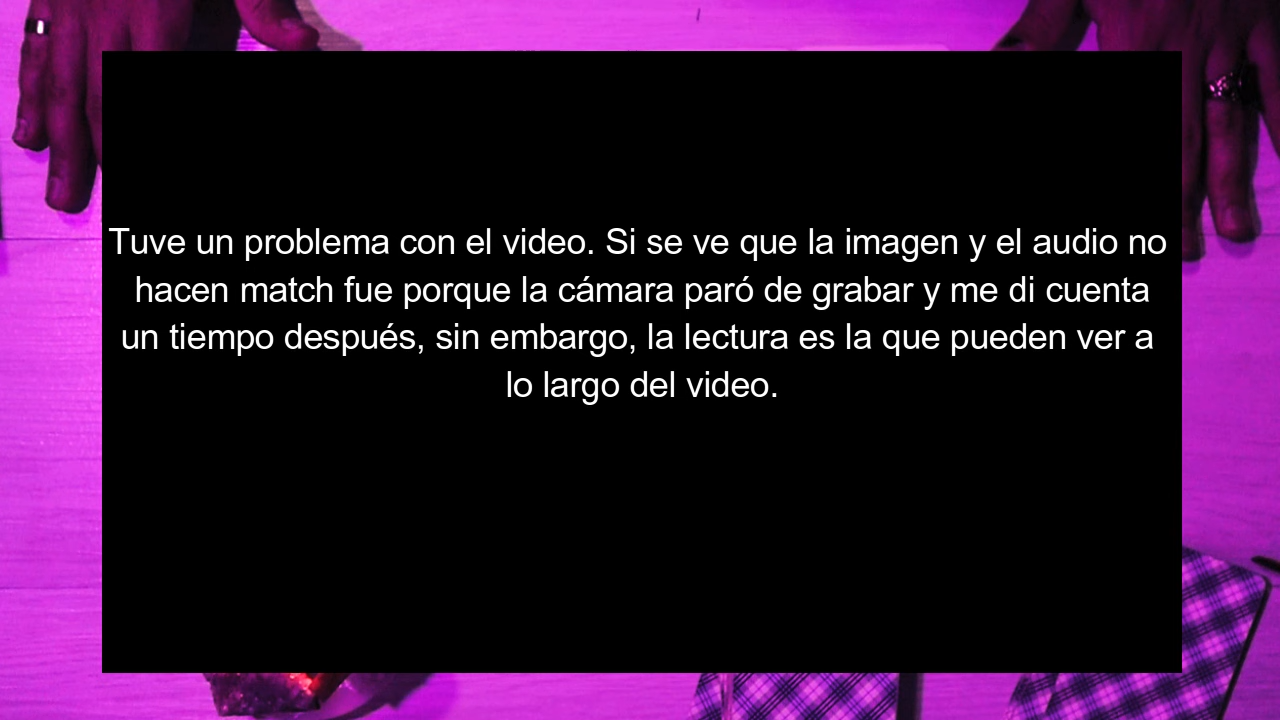 Tuve un problema con el video. Si se ve que la imagen y el audio no
hacen match fue porque la cámara paró de grabar y me di cuenta
un tiempo después, sin embargo, la lectura es la que pueden ver a
lo largo del video.